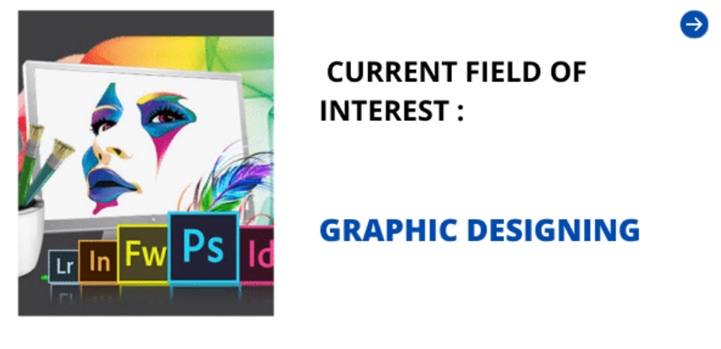 CURRENT FIELD OF
INTEREST :
GRAPHIC DESIGNING
Lr
In
Fw
Ps
Id